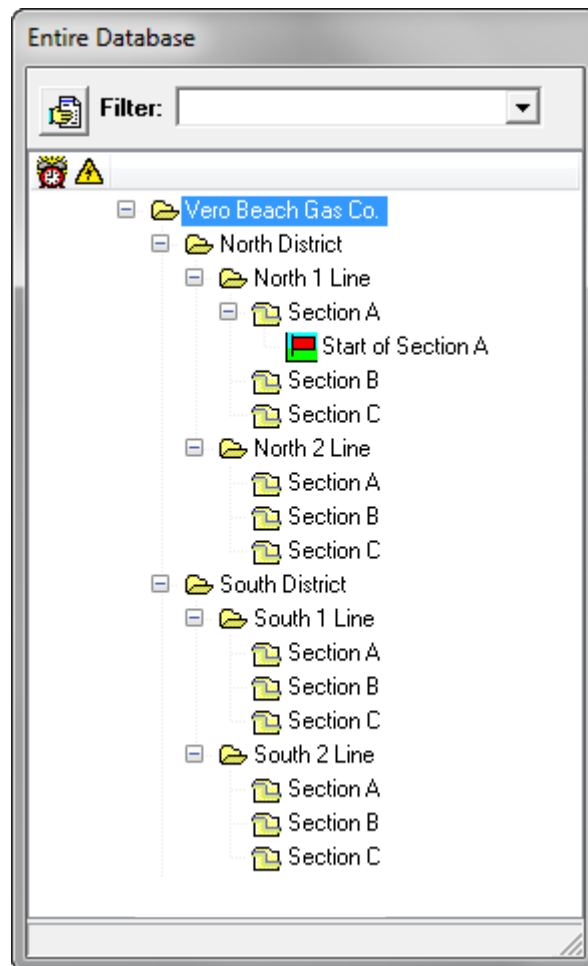 Entire Database
Filter:
Vero Beach Gas Co.
North District
North 1 Line
Section A
Start of Section A
Section B
Section C
North 2 Line
Section A
Section B
Section C
South District
South 1 Line
Section A
Section B
Section C
South 2 Line
Section A
Section B
Section C